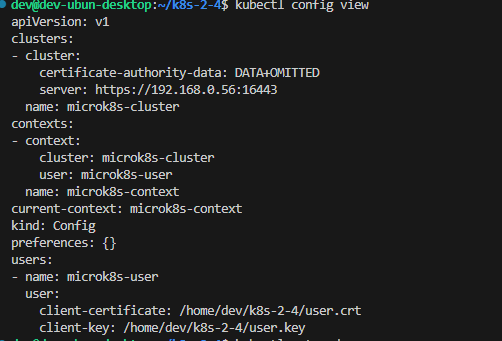 dev@dev-ubun-desktop:~/k8s-2-4$ kubectl config view
apiVersion: v1
clusters:
- cluster:
    certificate-authority-data: DATA+OMITTED
    server: https://192.168.0.56:16443
  name: microk8s-cluster
contexts:
- context:
    cluster: microk8s-cluster
    user: microk8s-user
  name: microk8s-context
current-context: microk8s-context
kind: Config
preferences: {}
users:
- name: microk8s-user
  user:
    client-certificate: /home/dev/k8s-2-4/user.crt
    client-key: /home/dev/k8s-2-4/user.key